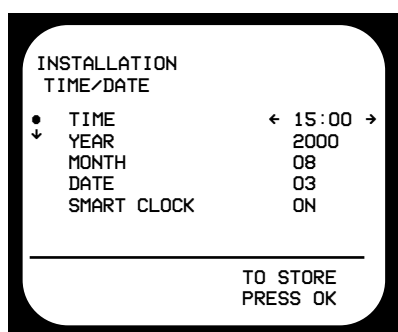 INSTALLATION
TIME/DATE
● TIME ← 15:00 →
↓ YEAR 2000
MONTH 08
DATE 03
SMART CLOCK ON
TO STORE
PRESS OK